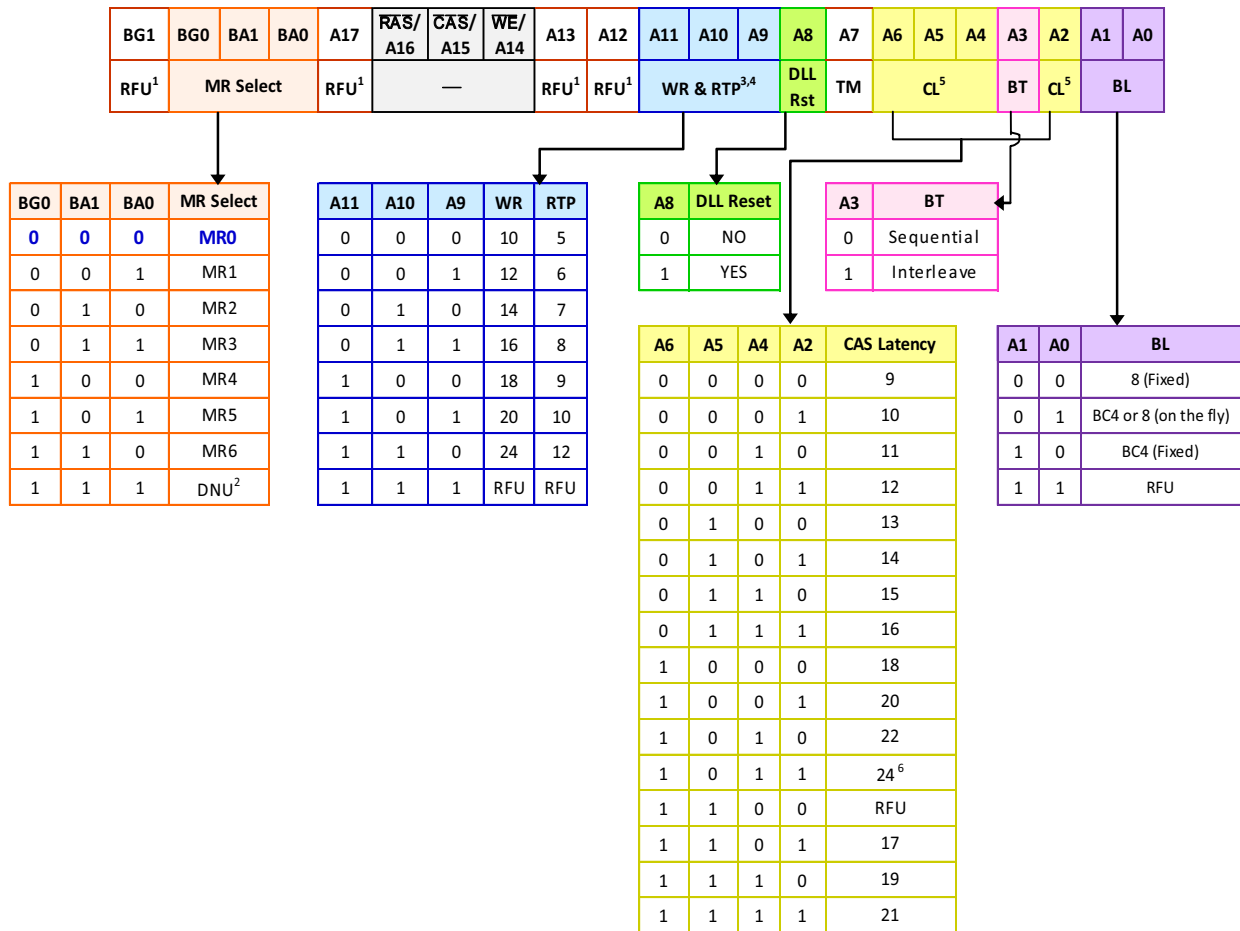 BG1 BG0 BA1 BA0 A17 RAS/ A16 CAS/ A15 WE/ A14 A13 A12 A11 A10 A9 A8 A7 A6 A5 A4 A3 A2 A1 A0
RFU1 MR Select RFU1 — RFU1 RFU1 WR & RTP3,4 DLL Rst TM CL5 BT CL5 BL
BG0 BA1 BA0 MR Select
0 0 0 MR0
0 0 1 MR1
0 1 0 MR2
0 1 1 MR3
1 0 0 MR4
1 0 1 MR5
1 1 0 MR6
1 1 1 DNU2
A11 A10 A9 WR RTP
0 0 0 10 5
0 0 1 12 6
0 1 0 14 7
0 1 1 16 8
1 0 0 18 9
1 0 1 20 10
1 1 0 24 12
1 1 1 RFU RFU
A8 DLL Reset
0 NO
1 YES
A3 BT
0 Sequential
1 Interleave
A6 A5 A4 A2 CAS Latency
0 0 0 0 9
0 0 0 1 10
0 0 1 0 11
0 0 1 1 12
0 1 0 0 13
0 1 0 1 14
0 1 1 0 15
0 1 1 1 16
1 0 0 0 18
1 0 0 1 20
1 0 1 0 22
1 0 1 1 24 6
1 1 0 0 RFU
1 1 0 1 17
1 1 1 0 19
1 1 1 1 21
A1 A0 BL
0 0 8 (Fixed)
0 1 BC4 or 8 (on the fly)
1 0 BC4 (Fixed)
1 1 RFU